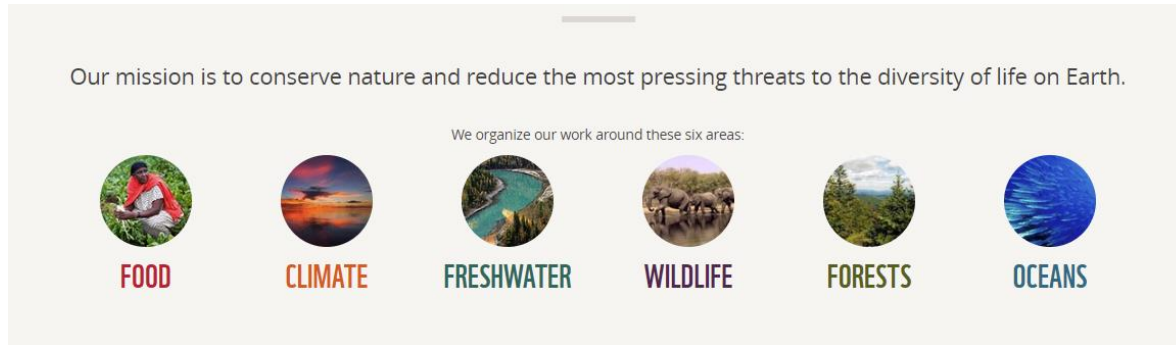 Our mission is to conserve nature and reduce the most pressing threats to the diversity of life on Earth.
We organize our work around these six areas:
FOOD CLIMATE FRESHWATER WILDLIFE FORESTS OCEANS